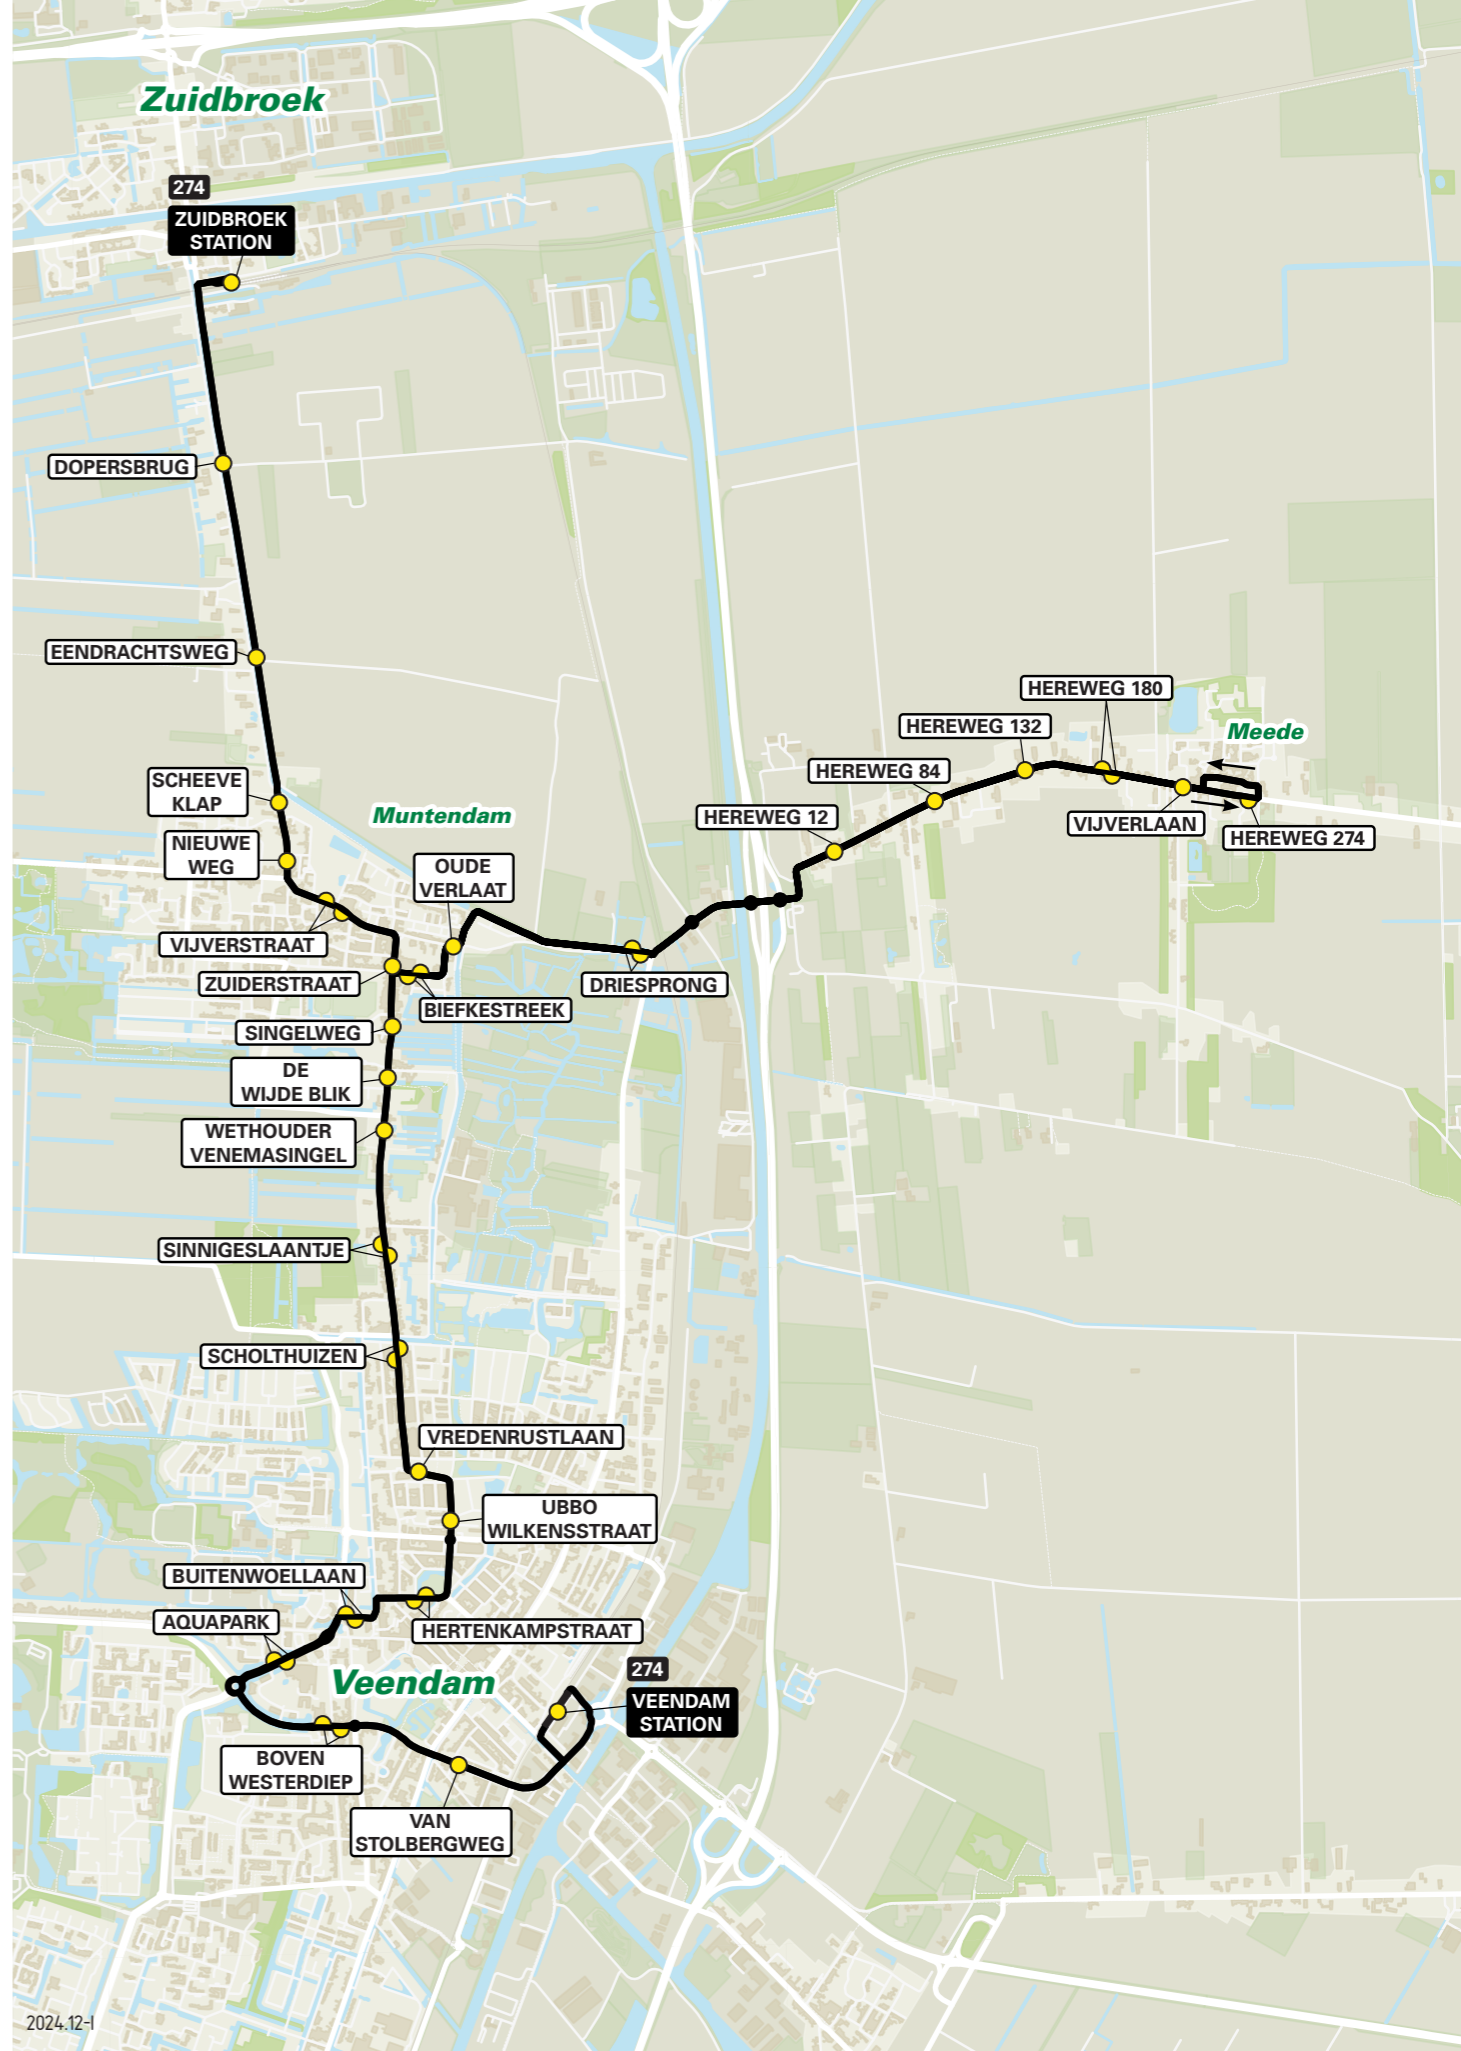 Zuidbroek
274
ZUIDBROEK
STATION
DOPERSBRUG
EENDRACHTSWEG
HEREWEG 180
HEREWEG 132
Meede
HEREWEG 84
SCHEEVE
KLAP
HEREWEG 12
Muntendam
VIJVERLAAN
HEREWEG 274
NIEUWE
WEG
OUDE
VERLAAT
VIJVERSTRAAT
ZUIDERSTRAAT
DRIESPRONG
BIEFKESTREEK
SINGELWEG
DE
WIJDE BLIK
WETHOUDER
VENEMASINGEL
SINNIGESLAANTJE
SCHOLTHUIZEN
VREDENRUSTLAAN
UBBO
WILKENSSTRAAT
BUITENWOELLAAN
AQUAPARK
HERTENKAMPSTRAAT
Veendam
274
VEENDAM
STATION
BOVEN
WESTERDIEP
VAN
STOLBERGWEG
2024.12-I